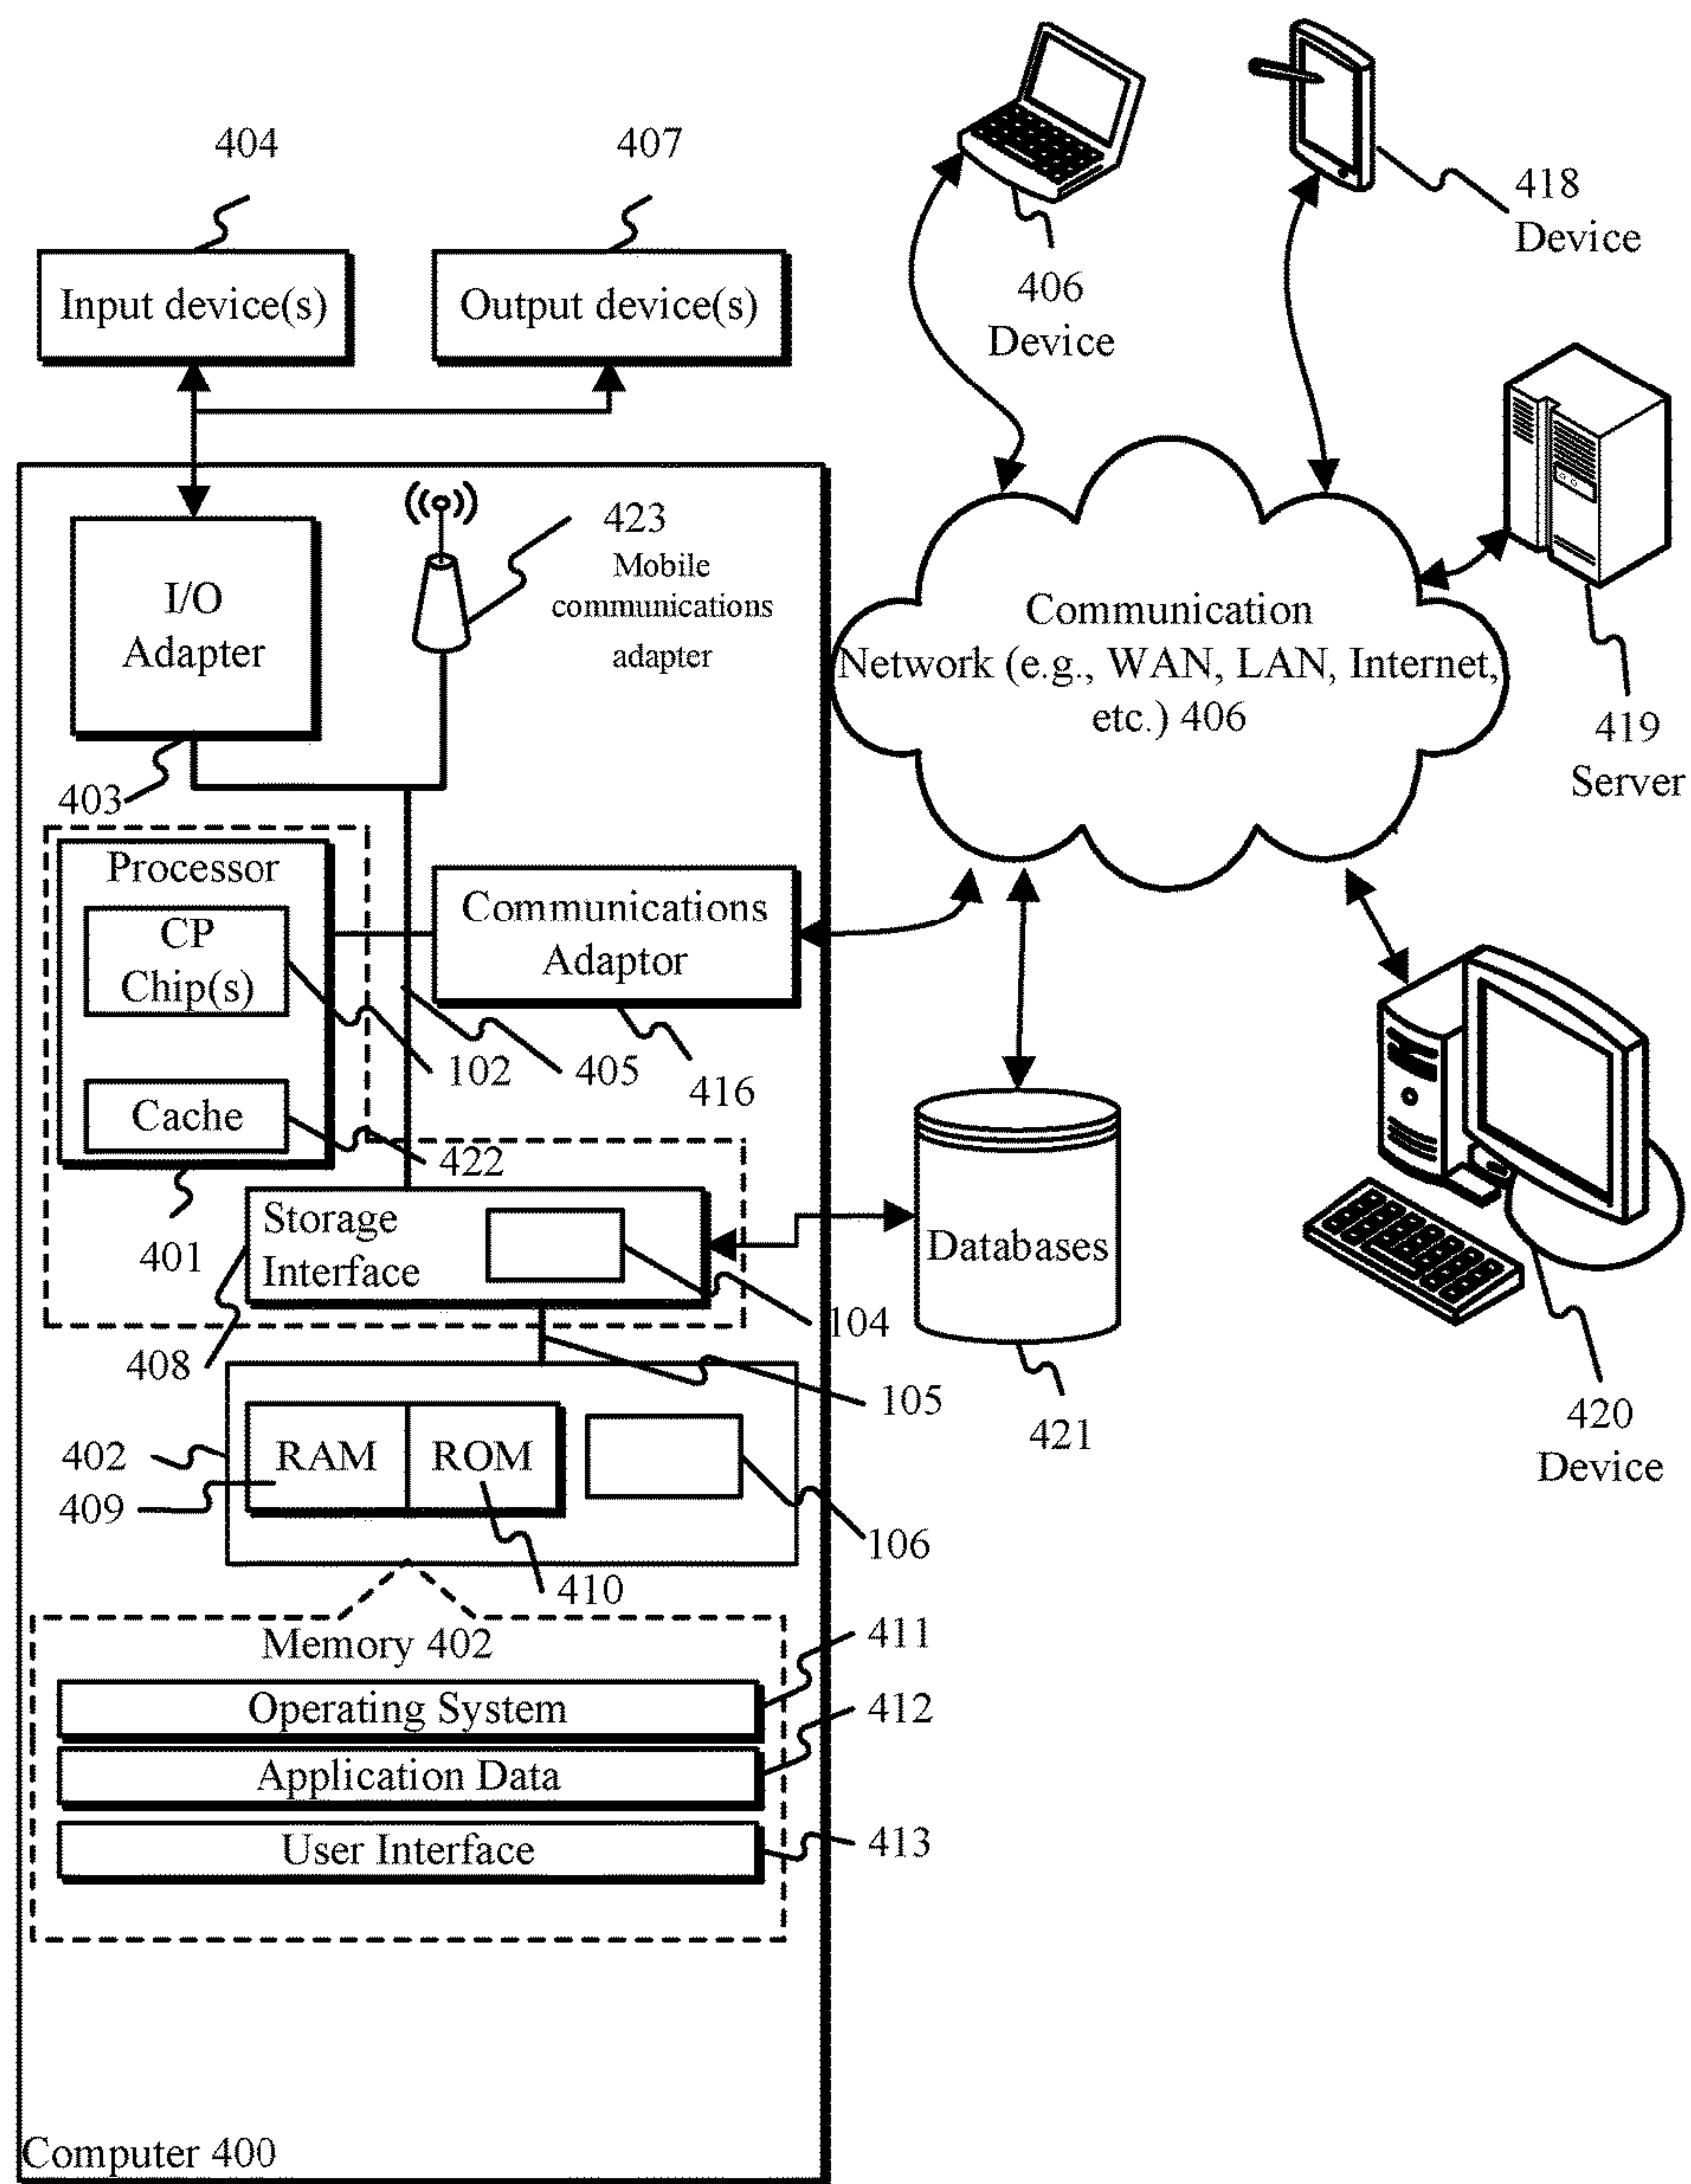 404
407
Input device(s)
Output device(s)
406
Device
418
Device
I/O
Adapter
423
Mobile
communications
adapter
Communication
Network (e.g., WAN, LAN, Internet,
etc.) 406
419
Server
403
Processor
CP
Chip(s)
Communications
Adaptor
102
405
416
Cache
422
401
Storage
Interface
Databases
104
408
105
421
420
Device
402
RAM
ROM
409
106
410
Memory 402
411
Operating System
412
Application Data
User Interface
413
Computer 400